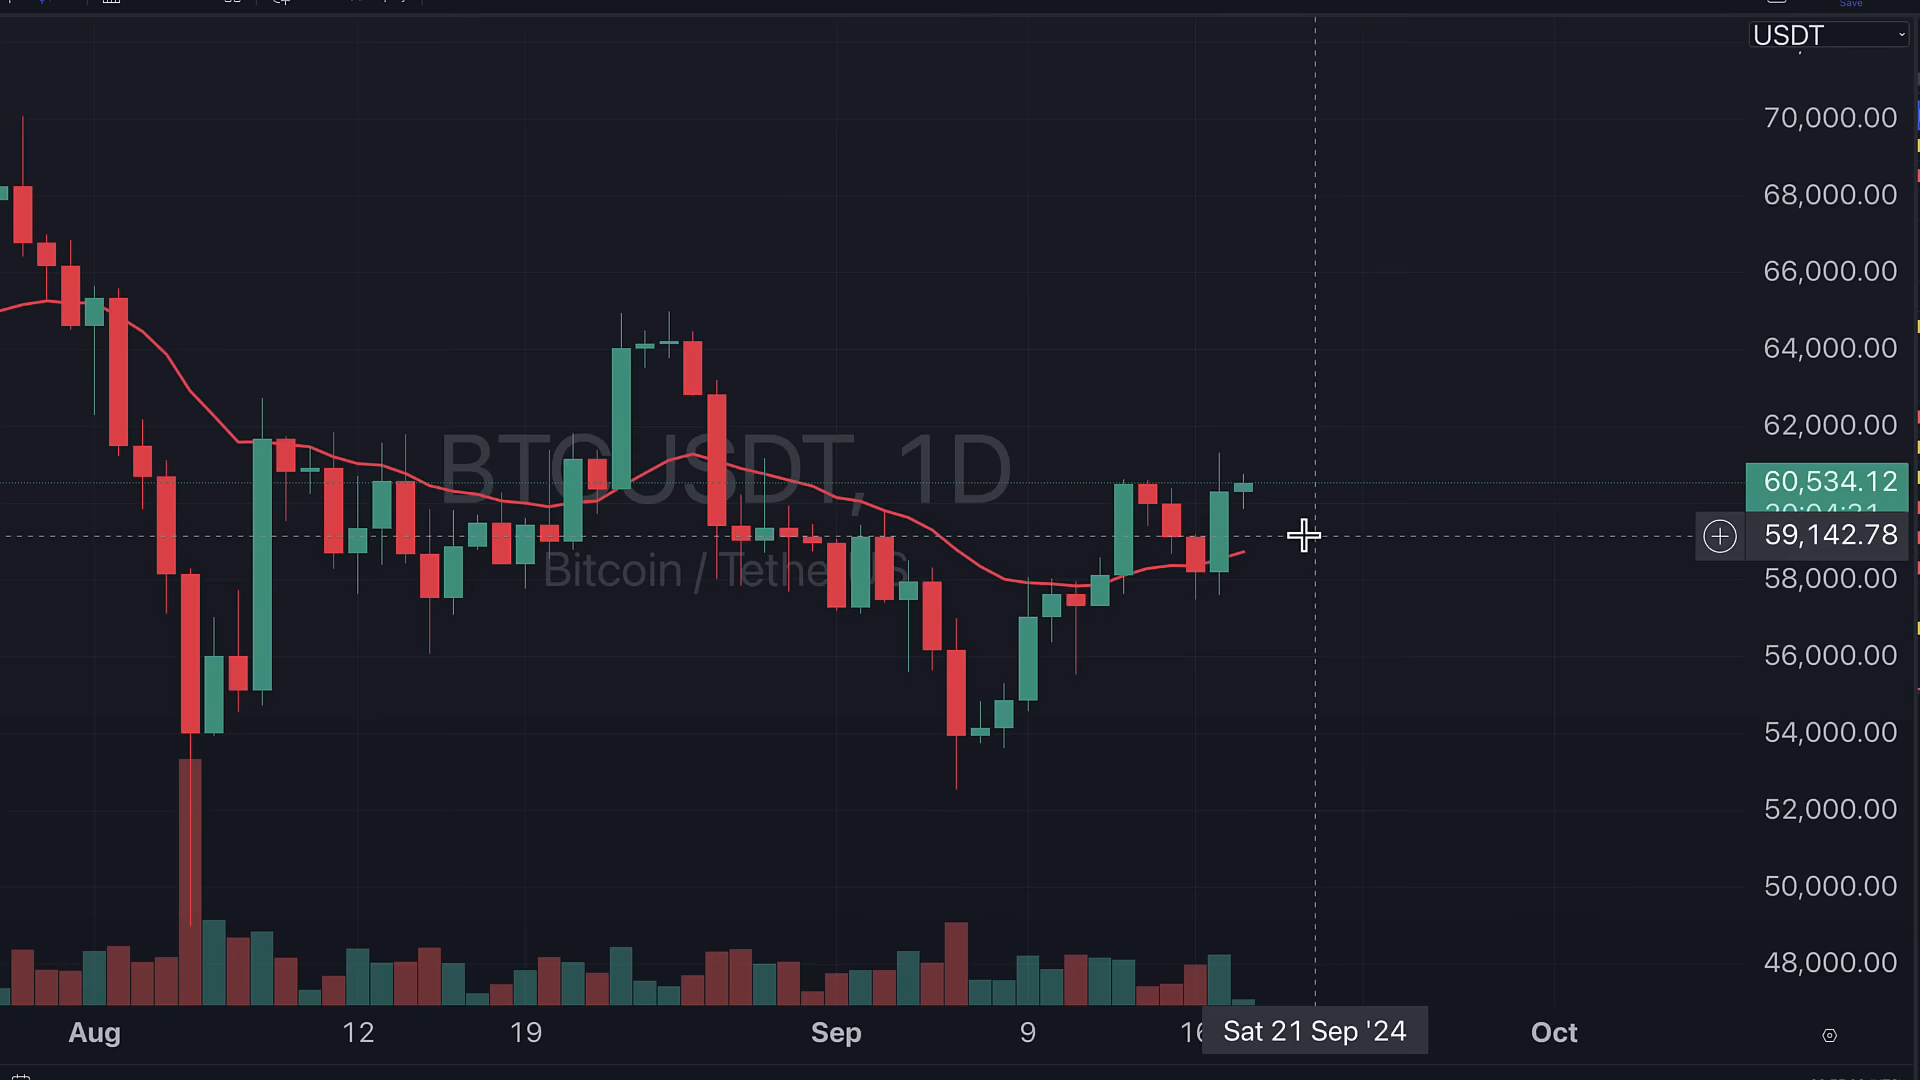 Save
USDT
70,000.00
68,000.00
66,000.00
64,000.00
62,000.00
BTCUSDT, 1D
60,534.12
59,142.78
Bitcoin / Tether
58,000.00
56,000.00
54,000.00
52,000.00
50,000.00
48,000.00
Aug 12 19 Sep 9 16 Sat 21 Sep '24 Oct